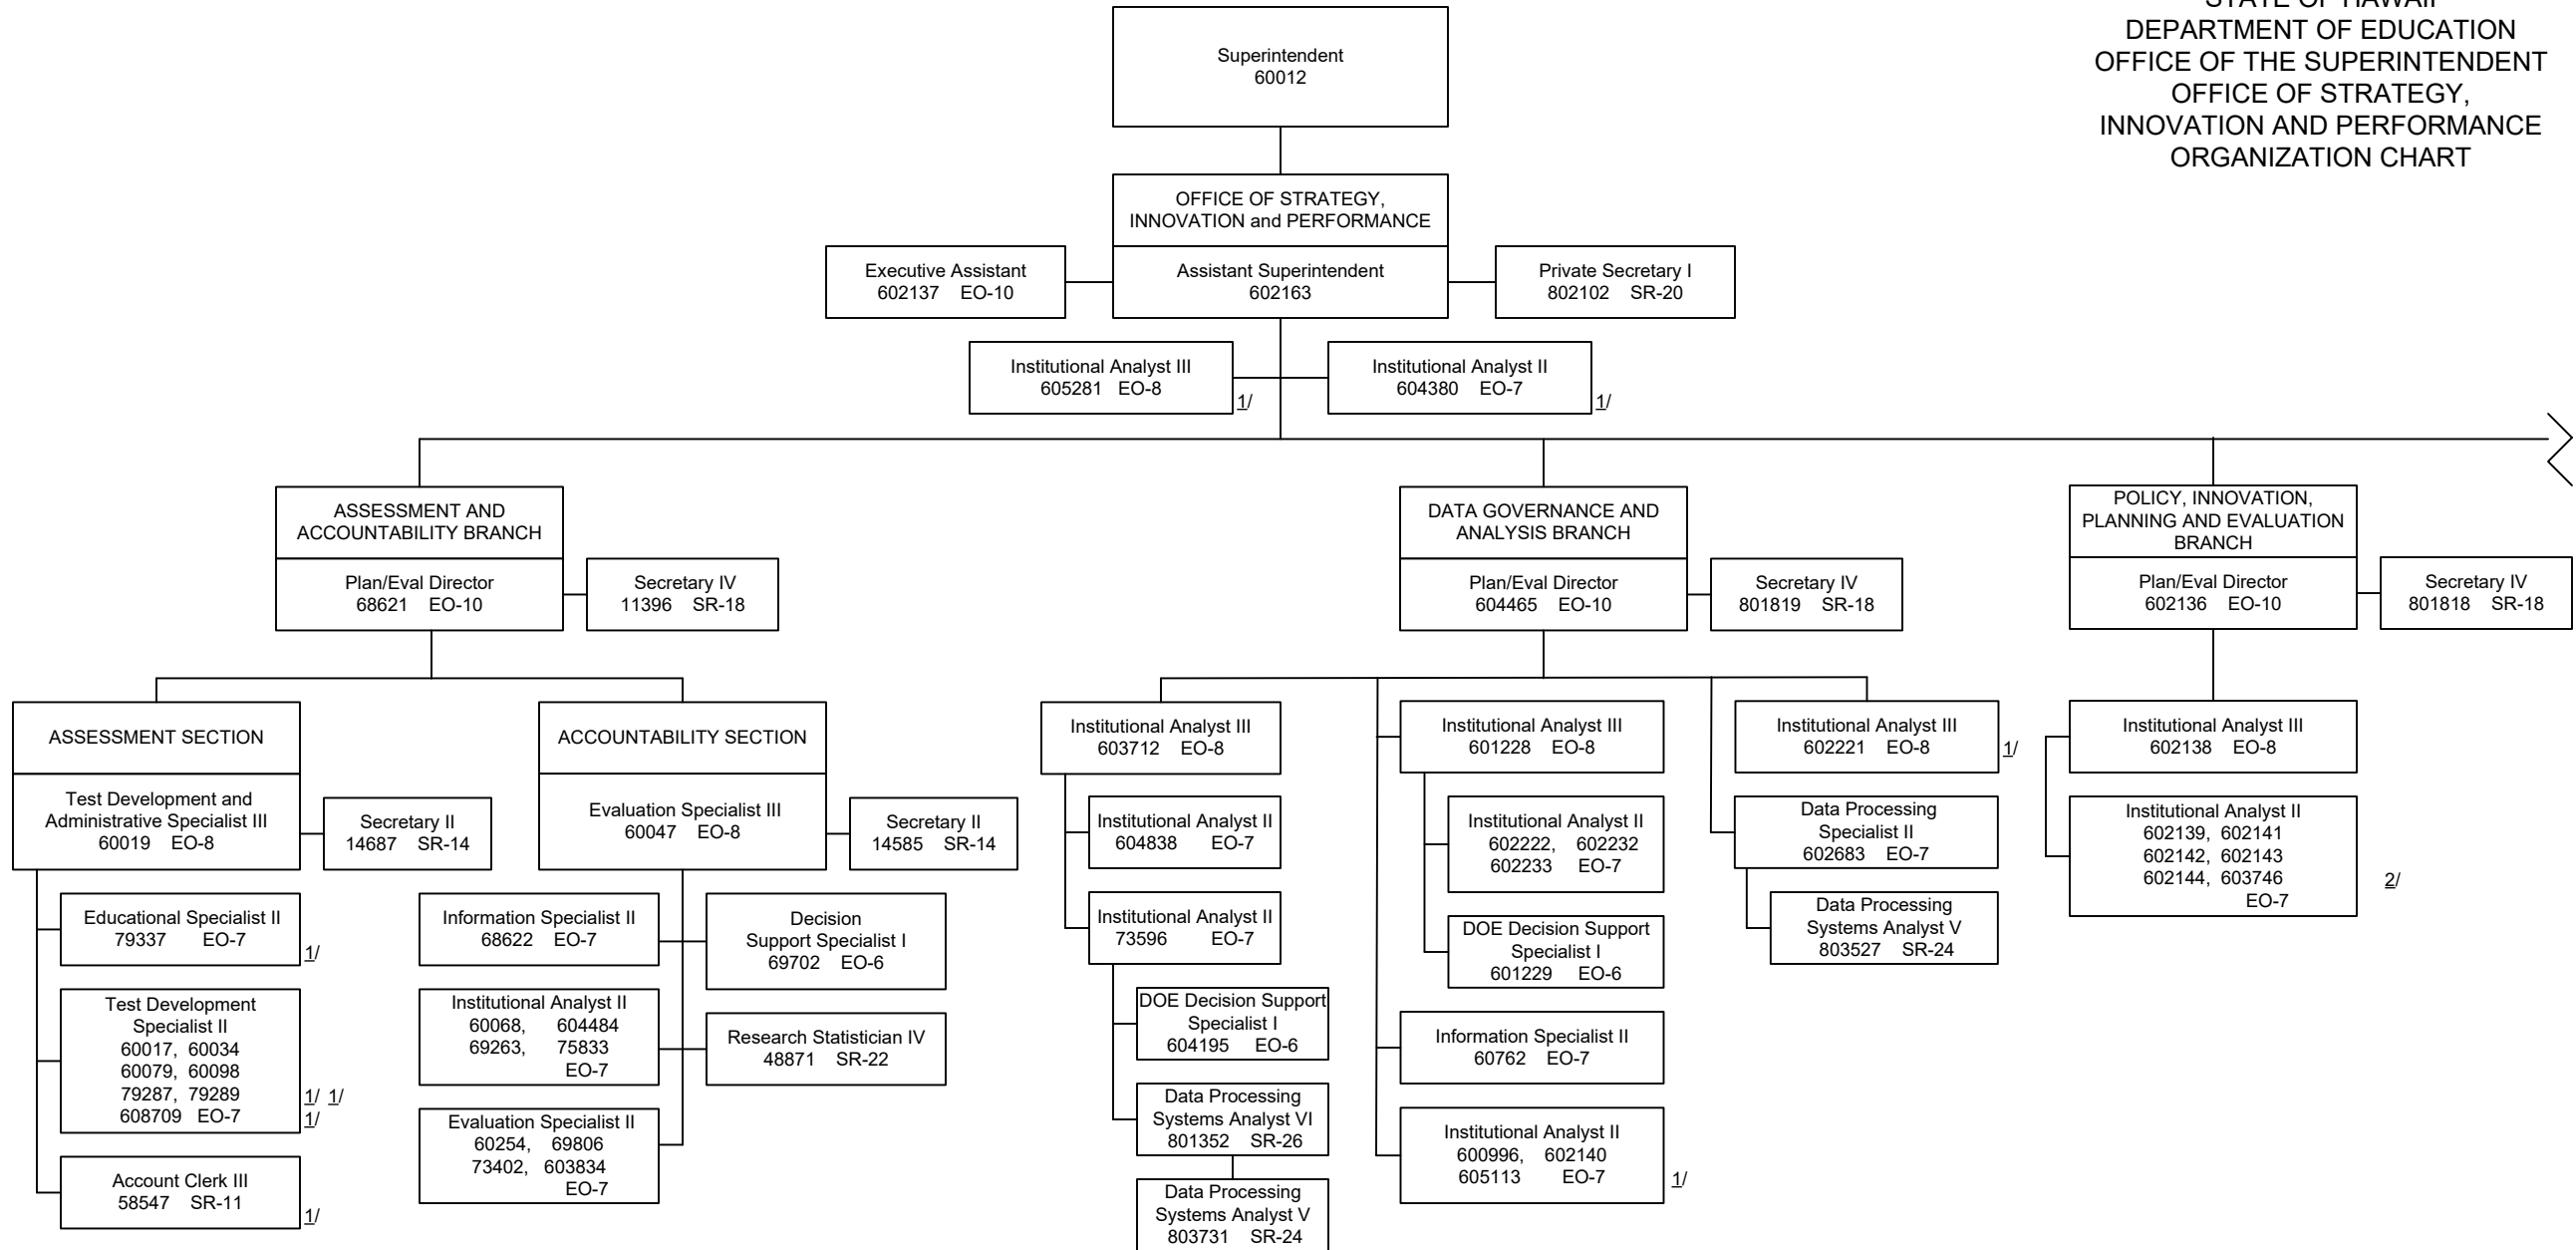 STATE OF HAWAII
DEPARTMENT OF EDUCATION
OFFICE OF THE SUPERINTENDENT
OFFICE OF STRATEGY,
INNOVATION AND PERFORMANCE
ORGANIZATION CHART
Superintendent
60012
OFFICE OF STRATEGY,
INNOVATION and PERFORMANCE
Executive Assistant
602137 EO-10
Assistant Superintendent
602163
Private Secretary I
802102 SR-20
Institutional Analyst III
605281 EO-8
1/
Institutional Analyst II
604380 EO-7
1/
ASSESSMENT AND
ACCOUNTABILITY BRANCH
Plan/Eval Director
68621 EO-10
Secretary IV
11396 SR-18
ASSESSMENT SECTION
Test Development and
Administrative Specialist III
60019 EO-8
Secretary II
14687 SR-14
Educational Specialist II
79337 EO-7
1/
Test Development
Specialist II
60017, 60034
60079, 60098
79287, 79289
1/ 1/
608709 EO-7
1/
Account Clerk III
58547 SR-11
1/
ACCOUNTABILITY SECTION
Evaluation Specialist III
60047 EO-8
Secretary II
14585 SR-14
Information Specialist II
68622 EO-7
Decision
Support Specialist I
69702 EO-6
Institutional Analyst II
60068, 604484
69263, 75833
EO-7
Research Statistician IV
48871 SR-22
Evaluation Specialist II
60254, 69806
73402, 603834
EO-7
DATA GOVERNANCE AND
ANALYSIS BRANCH
Plan/Eval Director
604465 EO-10
Secretary IV
801819 SR-18
Institutional Analyst III
603712 EO-8
Institutional Analyst II
604838 EO-7
Institutional Analyst II
73596 EO-7
DOE Decision Support
Specialist I
604195 EO-6
Data Processing
Systems Analyst VI
801352 SR-26
Data Processing
Systems Analyst V
803731 SR-24
Institutional Analyst III
601228 EO-8
Institutional Analyst II
602222, 602232
602233 EO-7
DOE Decision Support
Specialist I
601229 EO-6
Information Specialist II
60762 EO-7
Institutional Analyst II
600996, 602140
605113 EO-7
1/
Institutional Analyst III
602221 EO-8
1/
Data Processing
Specialist II
602683 EO-7
Data Processing
Systems Analyst V
803527 SR-24
POLICY, INNOVATION,
PLANNING AND EVALUATION
BRANCH
Plan/Eval Director
602136 EO-10
Secretary IV
801818 SR-18
Institutional Analyst III
602138 EO-8
Institutional Analyst II
602139, 602141
602142, 602143
602144, 603746
2/
EO-7